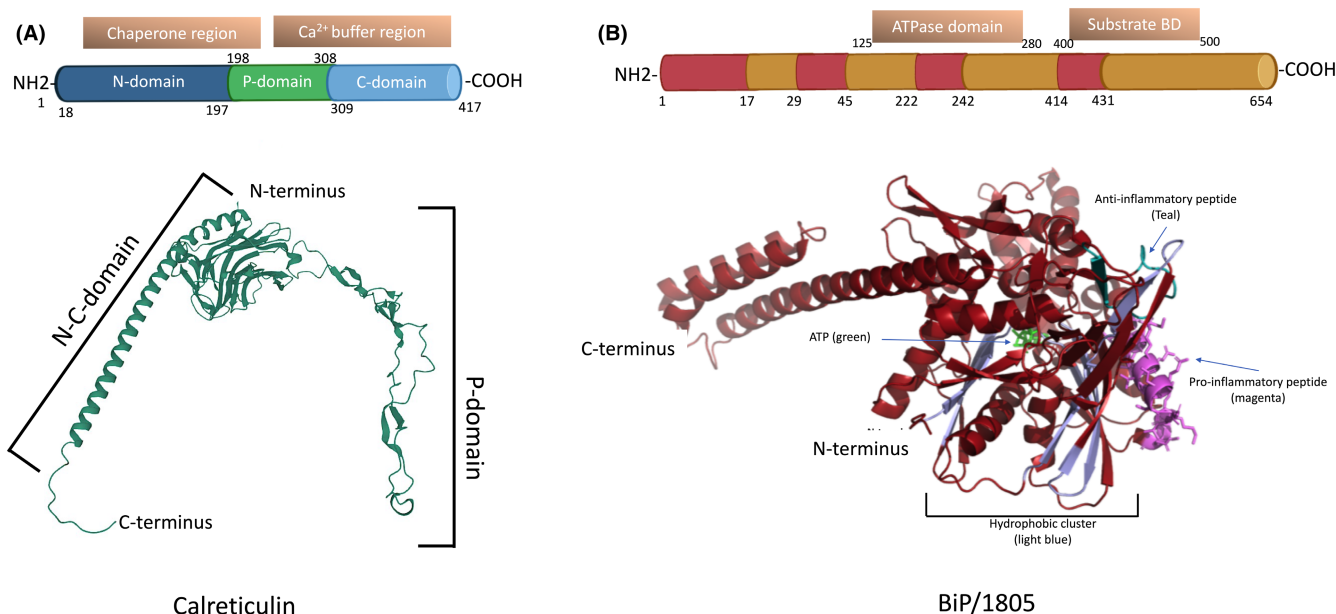 (A)
Chaperone region
Ca2+ buffer region
198
308
NH2-
N-domain
P-domain
C-domain
-COOH
1
18
197
309
417
N-terminus
N-C-domain
P-domain
C-terminus
Calreticulin
(B)
ATPase domain
Substrate BD
125
280
400
500
NH2-
-COOH
1
17
29
45
222
242
414
431
654
Anti-inflammatory peptide
(Teal)
ATP (green)
C-terminus
Pro-inflammatory peptide
(magenta)
N-terminus
Hydrophobic cluster
(light blue)
BiP/1805